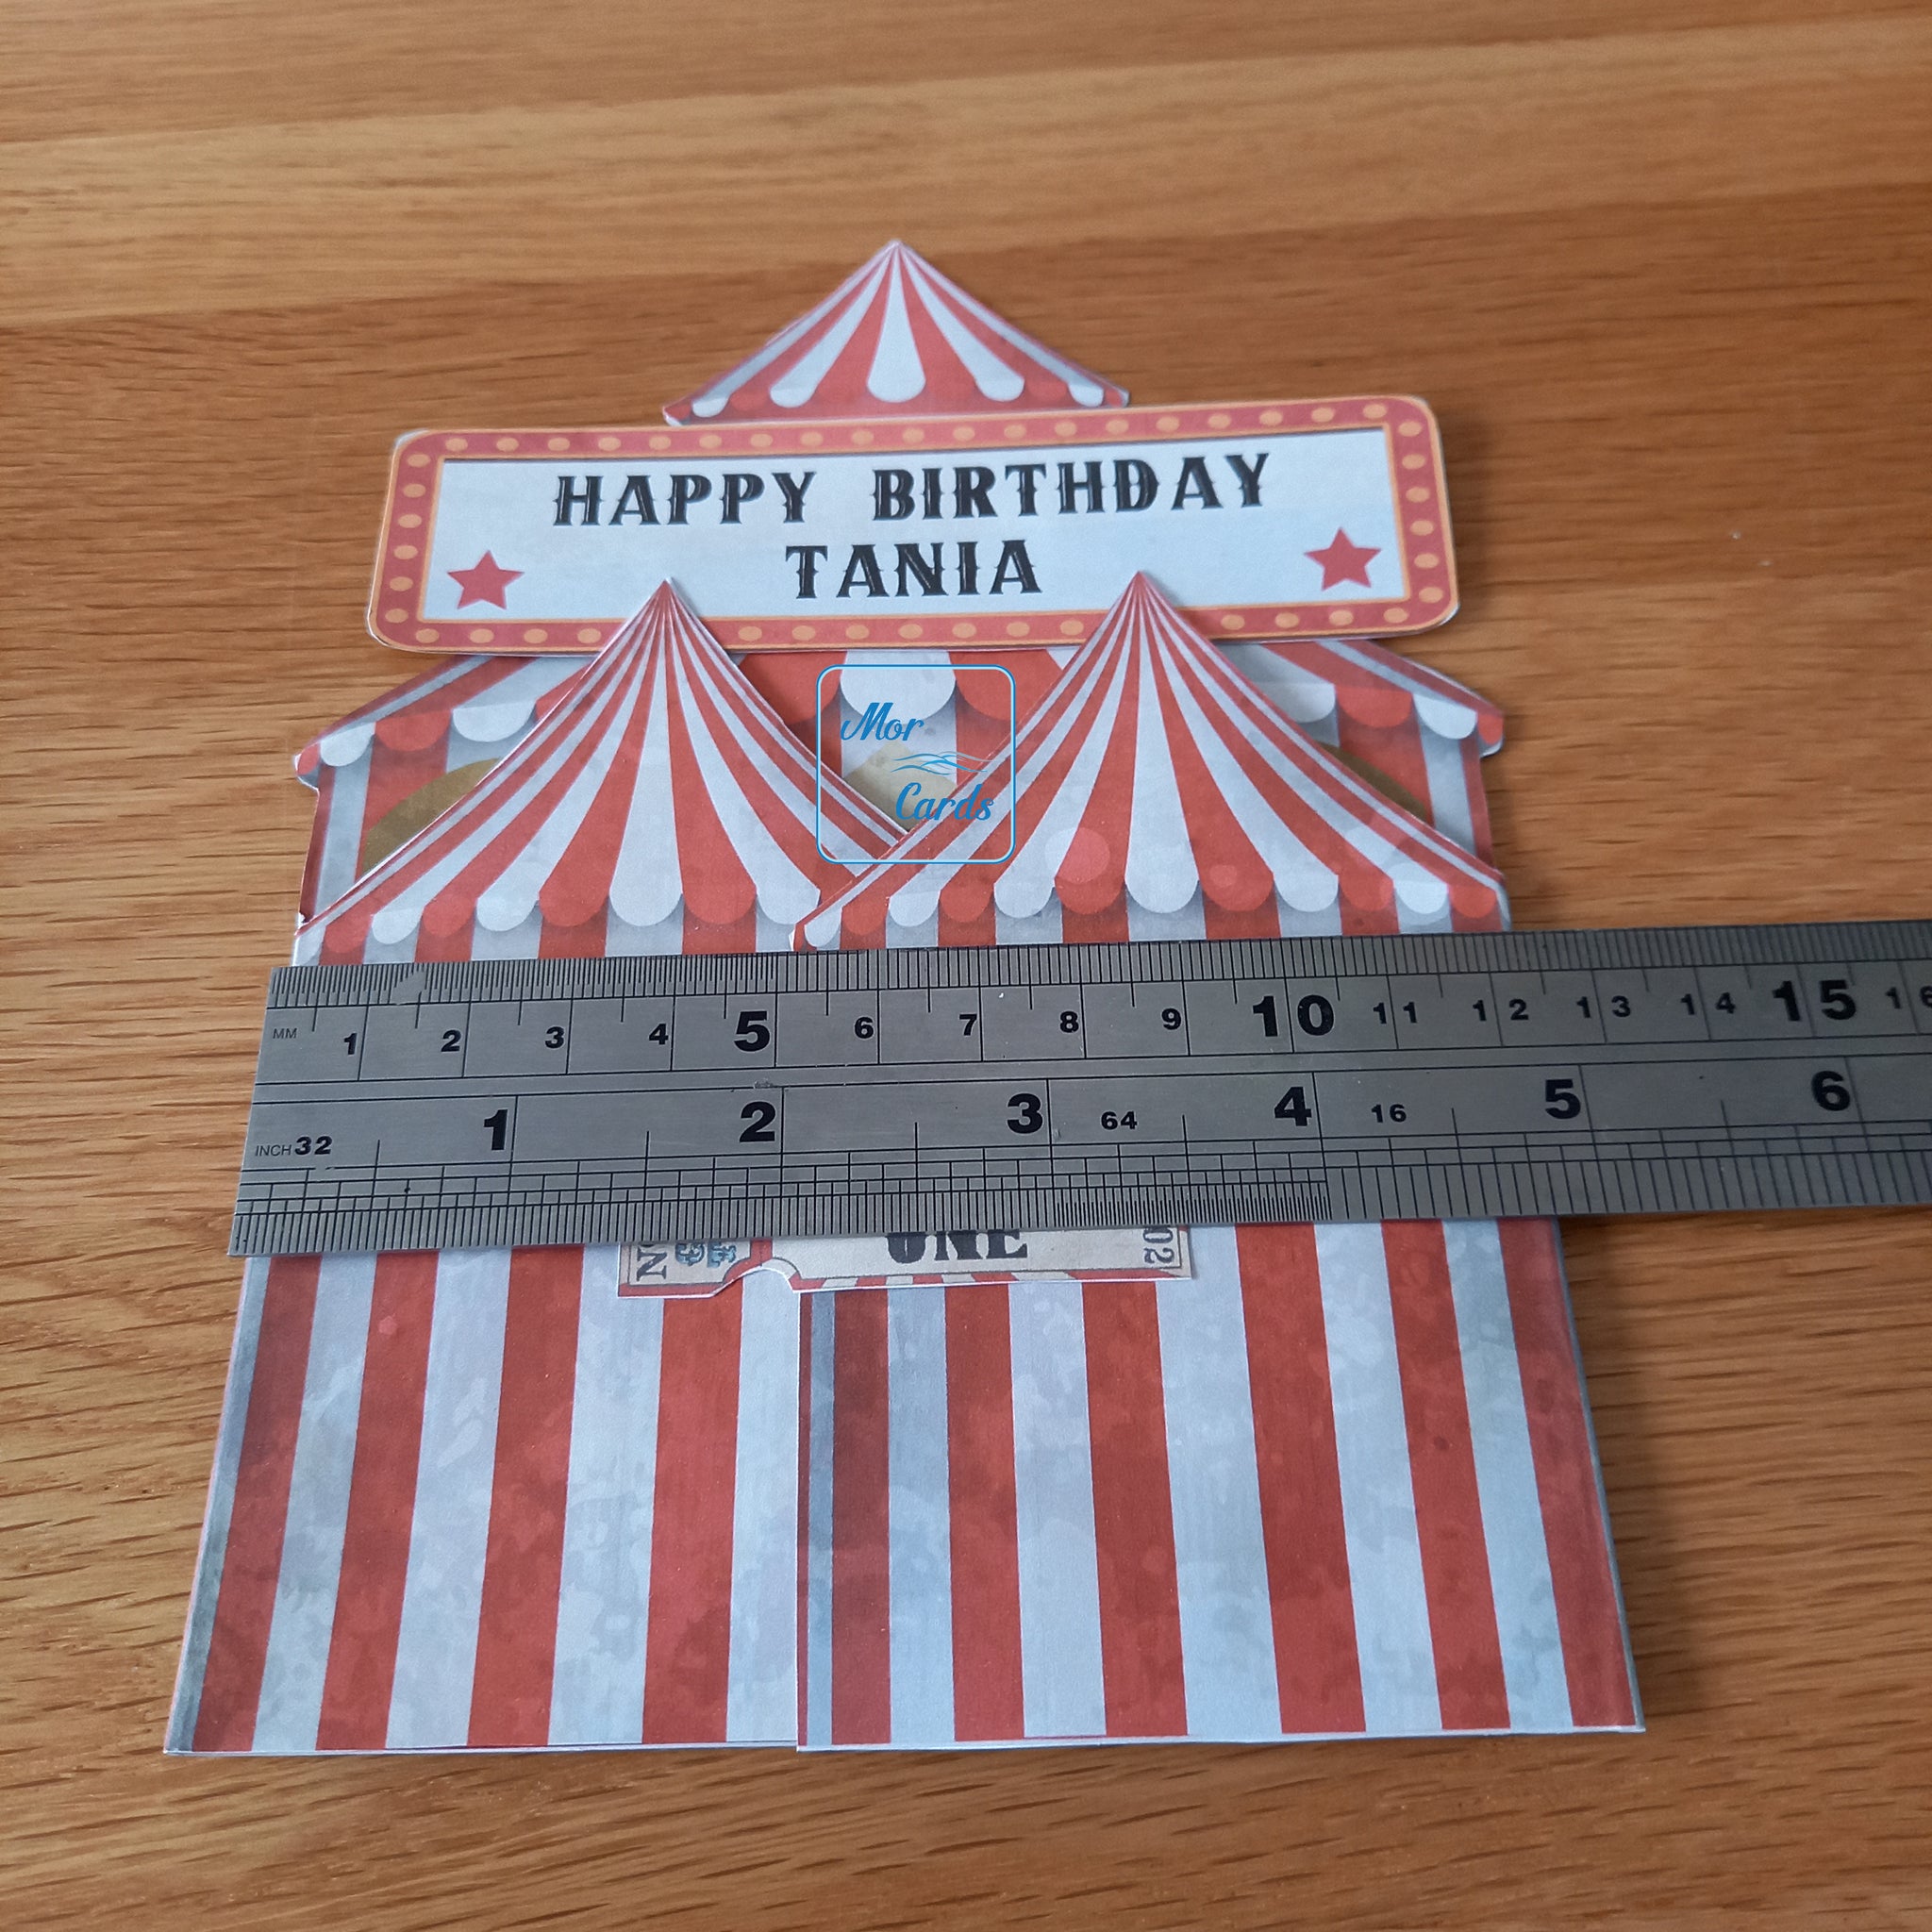 HAPPY BIRTHDAY
TANIA
Mor
Cards
MM 1 2 3 4 5 6 7 8 9 10 11 12 13 14 15 16
INCH 32 1 2 3 64 4 16 5 6
ONE